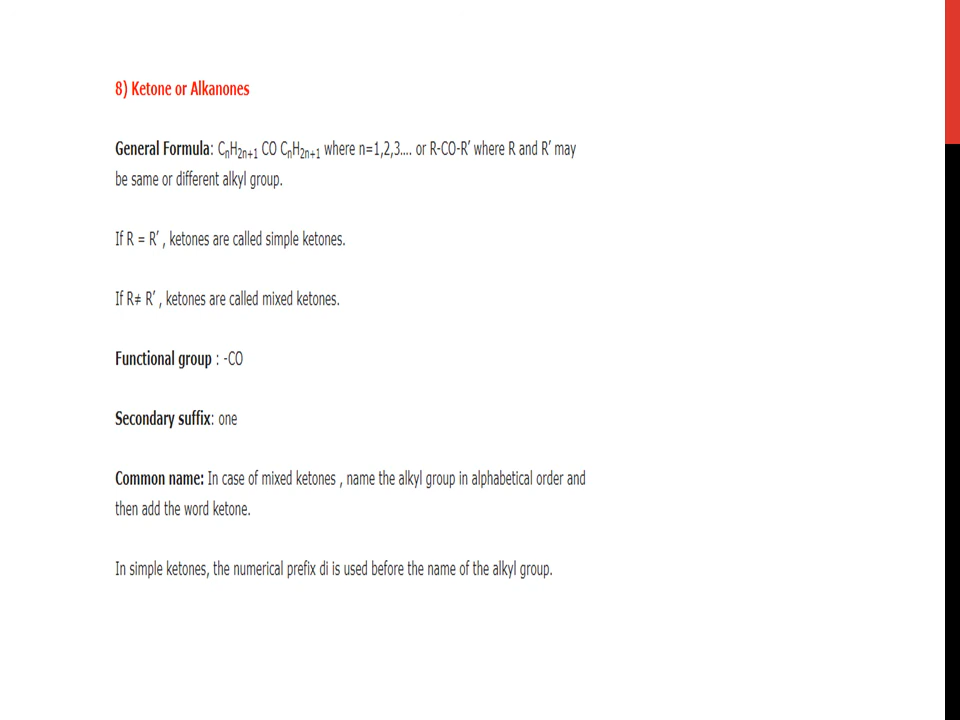 8) Ketone or Alkanones
General Formula: CnH2n+1 CO CnH2n+1 where n=1,2,3.... or R-CO-R′ where R and R′ may
be same or different alkyl group.
If R = R′ , ketones are called simple ketones.
If R≠ R′ , ketones are called mixed ketones.
Functional group : -CO
Secondary suffix: one
Common name: In case of mixed ketones , name the alkyl group in alphabetical order and
then add the word ketone.
In simple ketones, the numerical prefix di is used before the name of the alkyl group.